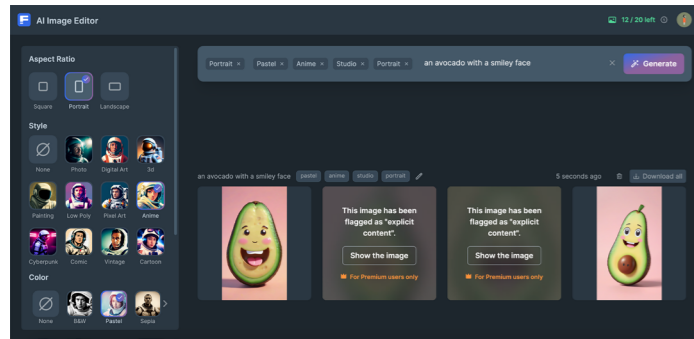 AI Image Editor
12 / 20 left
Aspect Ratio
Square
Portrait
Landscape
Style
None
Photo
Digital Art
3d
Painting
Low Poly
Pixel Art
Anime
Cyberpunk
Comic
Vintage
Cartoon
Color
None
B&W
Pastel
Sepia
Portrait ×
Pastel ×
Anime ×
Studio ×
Portrait ×
an avocado with a smiley face
×
Generate
an avocado with a smiley face
pastel
anime
studio
portrait
5 seconds ago
Download all
This image has been
flagged as "explicit
content".
Show the image
For Premium users only
This image has been
flagged as "explicit
content".
Show the image
For Premium users only